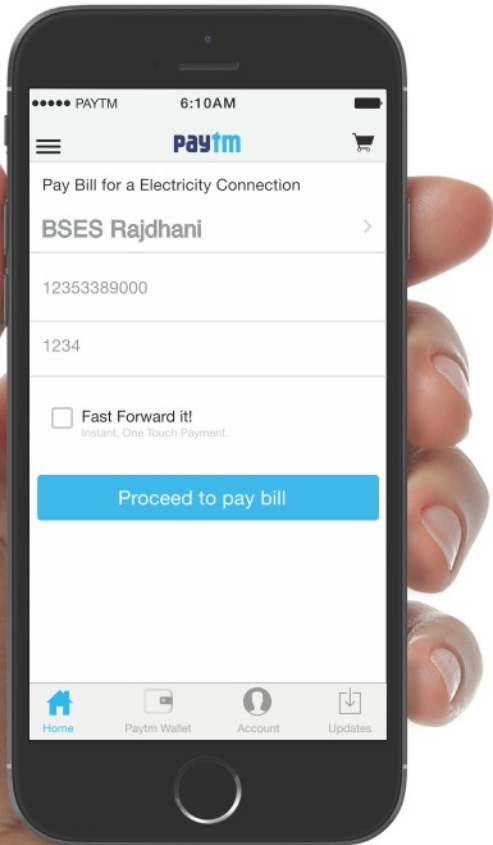 PAYTM 6:10AM
paytm
Pay Bill for a Electricity Connection
BSES Rajdhani
12353389000
1234
Fast Forward it!
Instant, One Touch Payment.
Proceed to pay bill
Home Paytm Wallet Account Updates